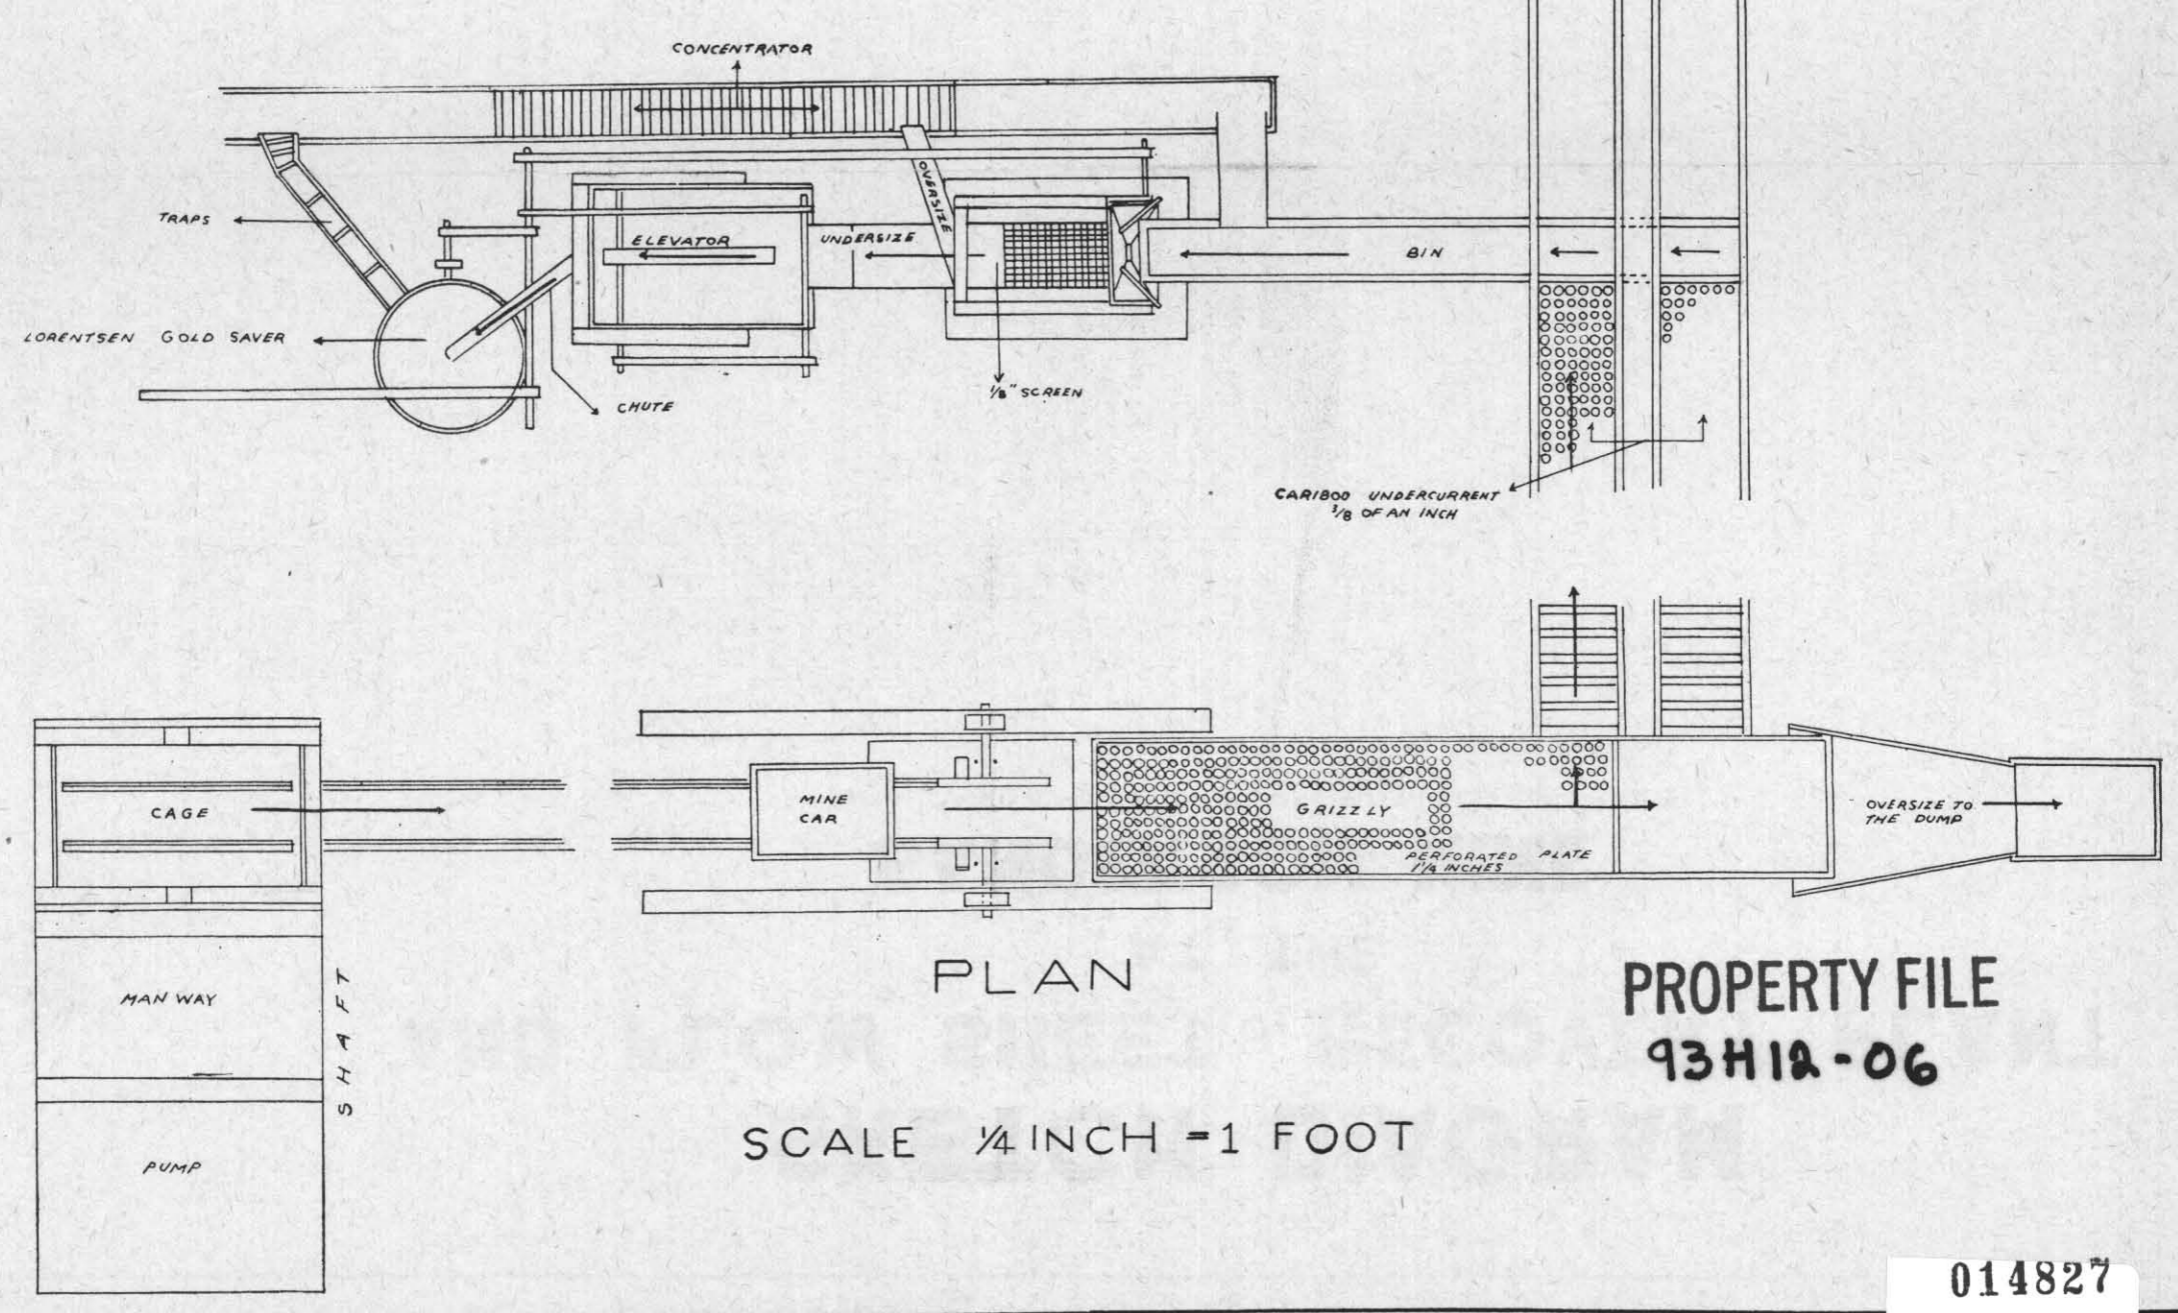 CONCENTRATOR
OVERSIZE
TRAPS
ELEVATOR
UNDERSIZE
BIN
LORENTSEN GOLD SAVER
1/8" SCREEN
CHUTE
CARIBOO UNDERCURRENT
3/8 OF AN INCH
CAGE
MINE
CAR
GRIZZLY
OVERSIZE TO
THE DUMP
PERFORATED PLATE
1 1/4 INCHES
MAN WAY
SHAFT
PUMP
PLAN
PROPERTY FILE
93H12-06
SCALE 1/4 INCH = 1 FOOT
014827